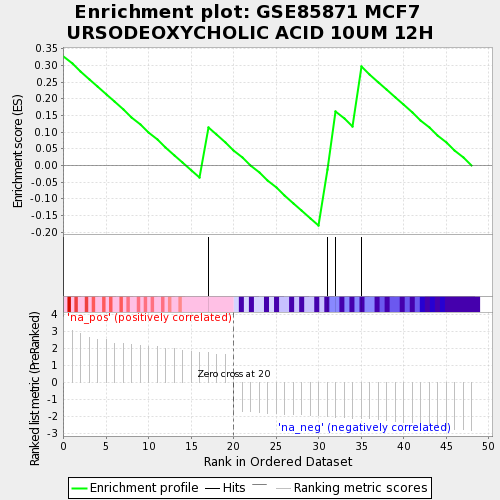 Enrichment plot: GSE85871 MCF7
URSODEOXYCHOLIC ACID 10UM 12H
Enrichment score (ES)
0.35
0.30
0.25
0.20
0.15
0.10
0.05
0.00
-0.05
-0.10
-0.15
-0.20
'na_pos' (positively correlated)
Ranked list metric (PreRanked)
4
3
2
1
0
-1
-2
-3
Zero cross at 20
'na_neg' (negatively correlated)
0 5 10 15 20 25 30 35 40 45 50
Rank in Ordered Dataset
Enrichment profile Hits Ranking metric scores